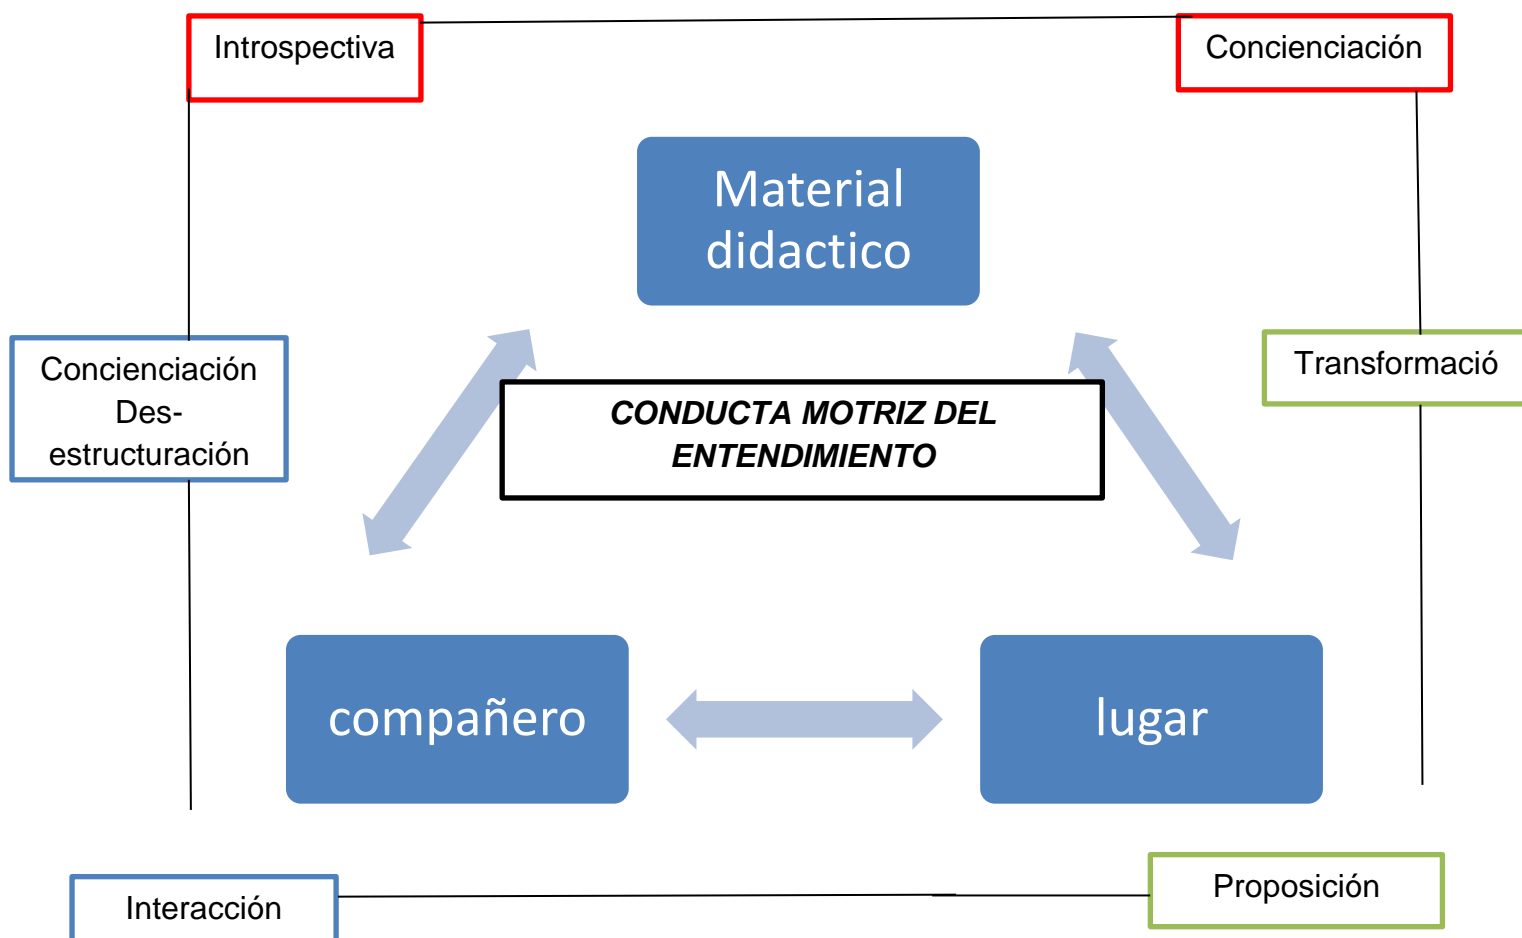 Introspectiva
Concienciación
Material
didactico
Concienciación
Des-
estructuración
CONDUCTA MOTRIZ DEL
ENTENDIMIENTO
Transformació
compañero
lugar
Interacción
Proposición